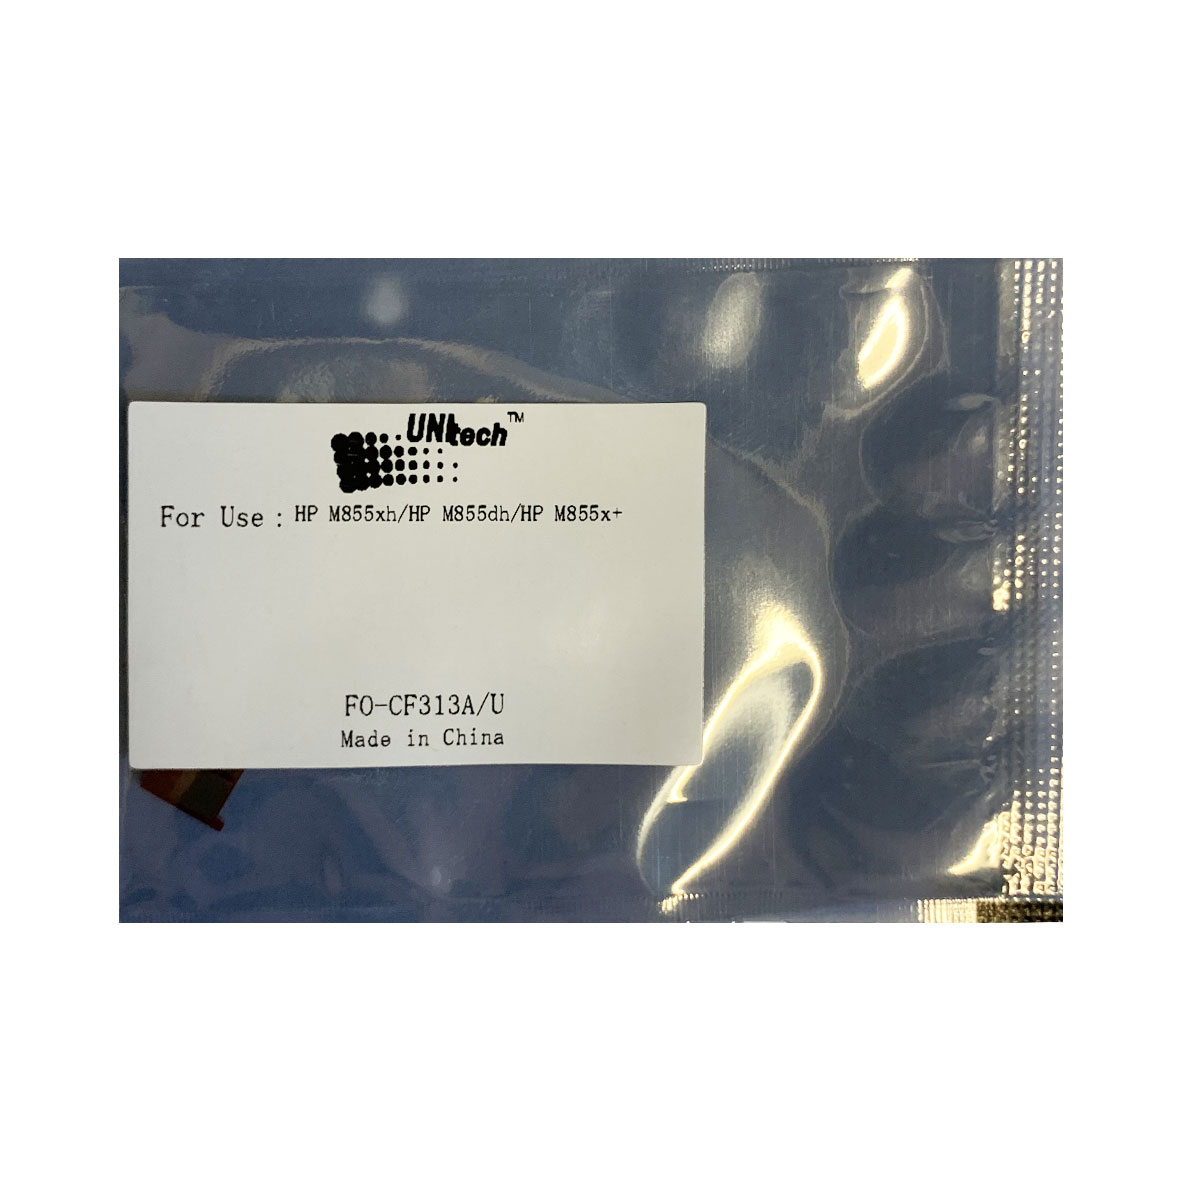 UNItech™
For Use : HP M855xh/HP M855dh/HP M855x+
FO-CF313A/U
Made in China